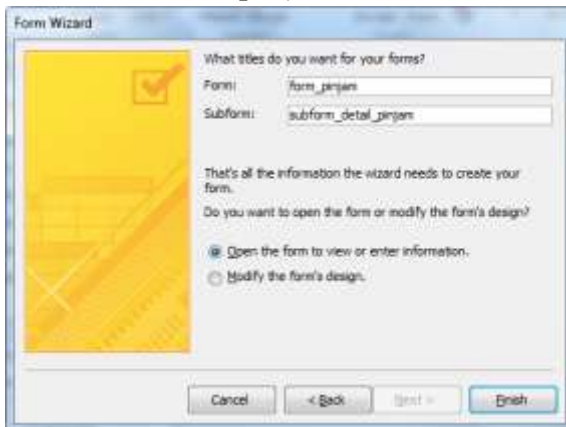 Form Wizard
What titles do you want for your forms?
Form: form_pinjam
Subform: subform_detail_pinjam
That's all the information the wizard needs to create your
form.
Do you want to open the form or modify the form's design?
Open the form to view or enter information.
Modify the form's design.
Cancel < Back Next > Finish